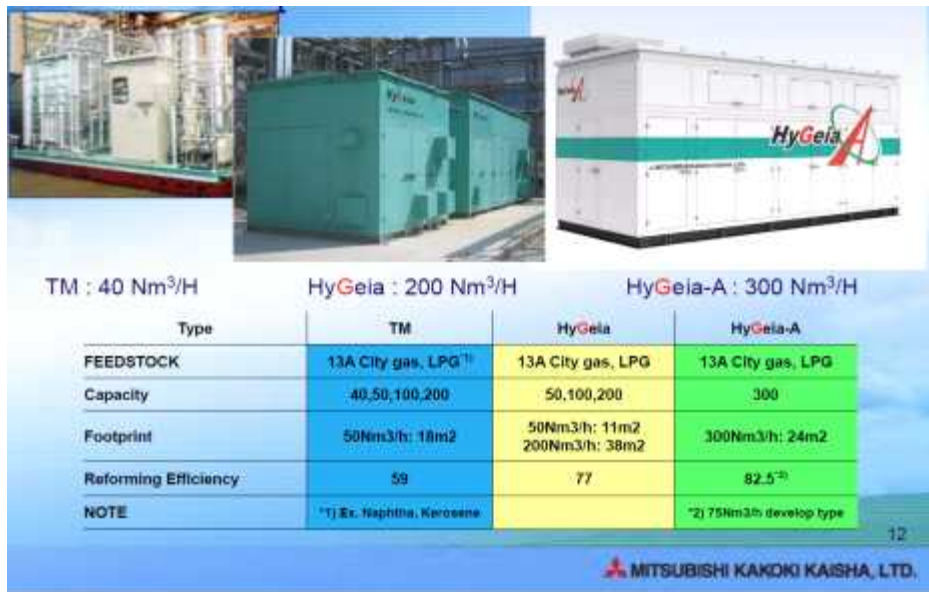 HyGeia
HyGeia
TM : 40 Nm³/H
HyGeia : 200 Nm³/H
HyGeia-A : 300 Nm³/H
Type TM HyGeia HyGeia-A
FEEDSTOCK 13A City gas, LPG*1) 13A City gas, LPG 13A City gas, LPG
Capacity 40,50,100,200 50,100,200 300
Footprint 50Nm3/h: 18m2 50Nm3/h: 11m2 300Nm3/h: 24m2
200Nm3/h: 38m2
Reforming Efficiency 59 77 82.5*2)
NOTE *1) Ex. Naphtha, Kerosene *2) 75Nm3/h develop type
12
MITSUBISHI KAKOKI KAISHA, LTD.